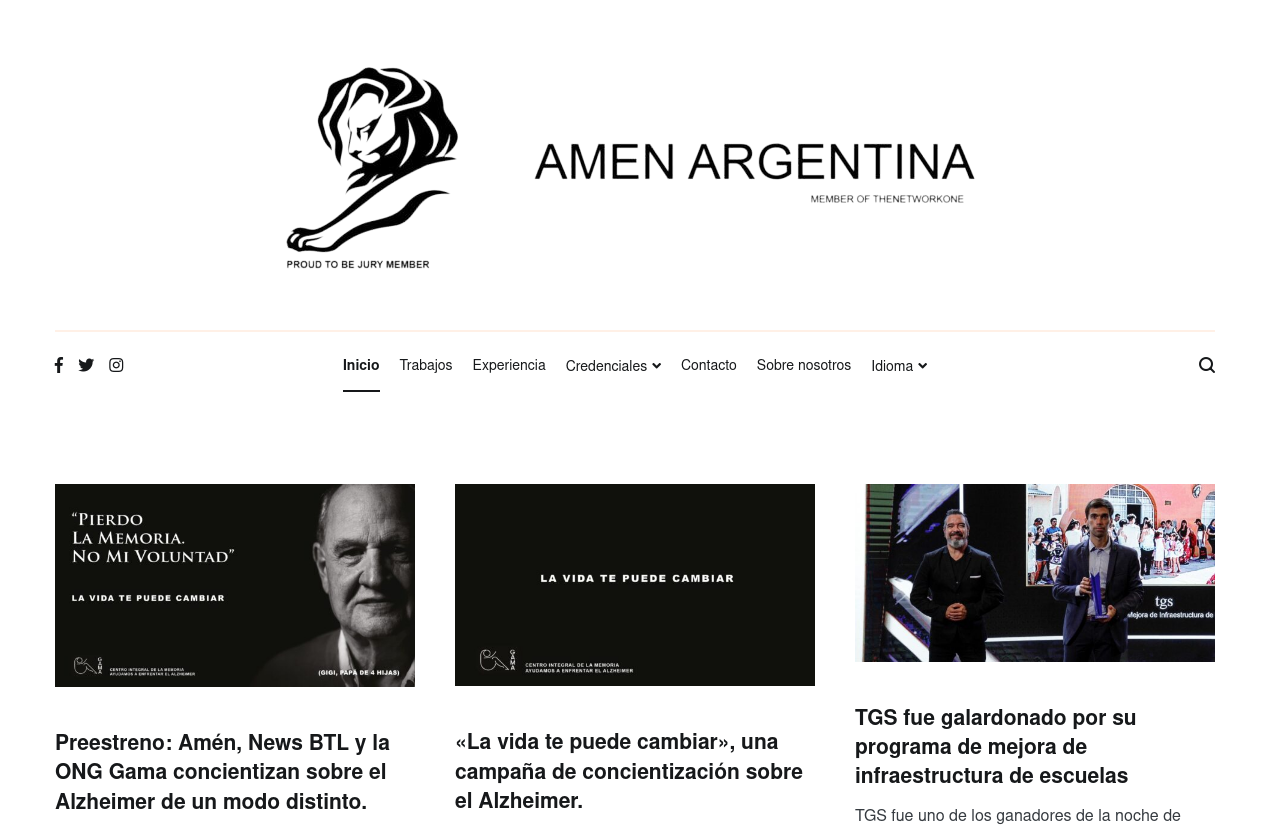 AMEN ARGENTINA
MEMBER OF THENETWORKONE
PROUD TO BE JURY MEMBER
Inicio
Trabajos
Experiencia
Credenciales
Contacto
Sobre nosotros
Idioma
“PIERDO
LA MEMORIA.
NO MI VOLUNTAD”
LA VIDA TE PUEDE CAMBIAR
GAMA
CENTRO INTEGRAL DE LA MEMORIA
AYUDAMOS A ENFRENTAR EL ALZHEIMER
(GIGI, PAPÁ DE 4 HIJAS)
Preestreno: Amén, News BTL y la
ONG Gama concientizan sobre el
Alzheimer de un modo distinto.
LA VIDA TE PUEDE CAMBIAR
GAMA
CENTRO INTEGRAL DE LA MEMORIA
AYUDAMOS A ENFRENTAR EL ALZHEIMER
«La vida te puede cambiar», una
campaña de concientización sobre
el Alzheimer.
tgs
Mejora de Infraestructura de
TGS fue galardonado por su
programa de mejora de
infraestructura de escuelas
TGS fue uno de los ganadores de la noche de